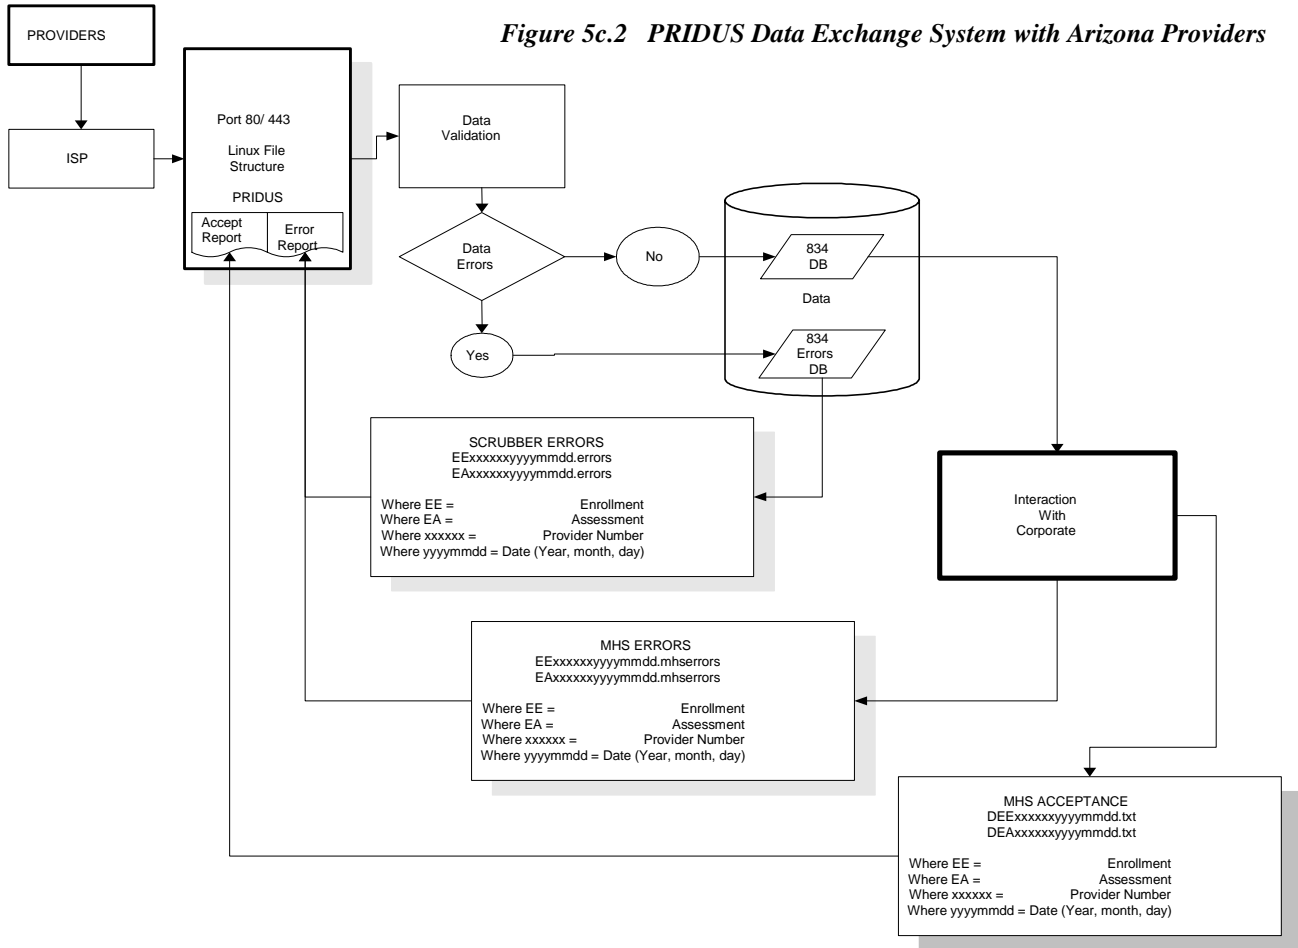 Figure 5c.2 PRIDUS Data Exchange System with Arizona Providers
PROVIDERS
ISP
Port 80/ 443
Linux File
Structure
PRIDUS
Accept
Report
Error
Report
Data
Validation
Data
Errors
No
Yes
834
DB
Data
834
Errors
DB
SCRUBBER ERRORS
EExxxxxxyyyymmdd.errors
EAxxxxxxyyyymmdd.errors
Where EE = Enrollment
Where EA = Assessment
Where xxxxxx = Provider Number
Where yyyymmdd = Date (Year, month, day)
Interaction
With
Corporate
MHS ERRORS
EExxxxxxyyyymmdd.mhserrors
EAxxxxxxyyyymmdd.mhserrors
Where EE = Enrollment
Where EA = Assessment
Where xxxxxx = Provider Number
Where yyyymmdd = Date (Year, month, day)
MHS ACCEPTANCE
DEExxxxxxyyyymmdd.txt
DEAxxxxxxyyyymmdd.txt
Where EE = Enrollment
Where EA = Assessment
Where xxxxxx = Provider Number
Where yyyymmdd = Date (Year, month, day)